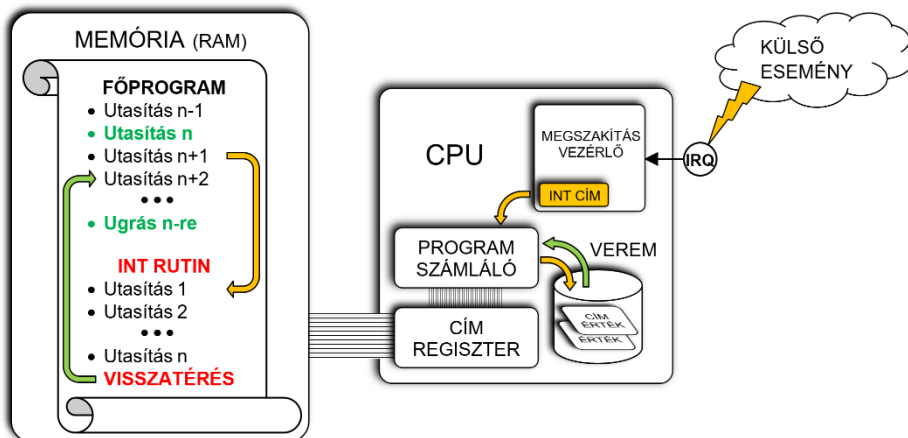 MEMÓRIA (RAM)
FŐPROGRAM
• Utasítás n-1
• Utasítás n
• Utasítás n+1
• Utasítás n+2
•••
• Ugrás n-re
INT RUTIN
• Utasítás 1
• Utasítás 2
•••
• Utasítás n
VISSZATÉRÉS
CPU
MEGSZAKÍTÁS
VEZÉRLŐ
INT CÍM
PROGRAM
SZÁMLÁLÓ
CÍM
REGISZTER
VEREM
CÍM
ÉRTÉK
ÉRTÉK
IRQ
KÜLSŐ
ESEMÉNY